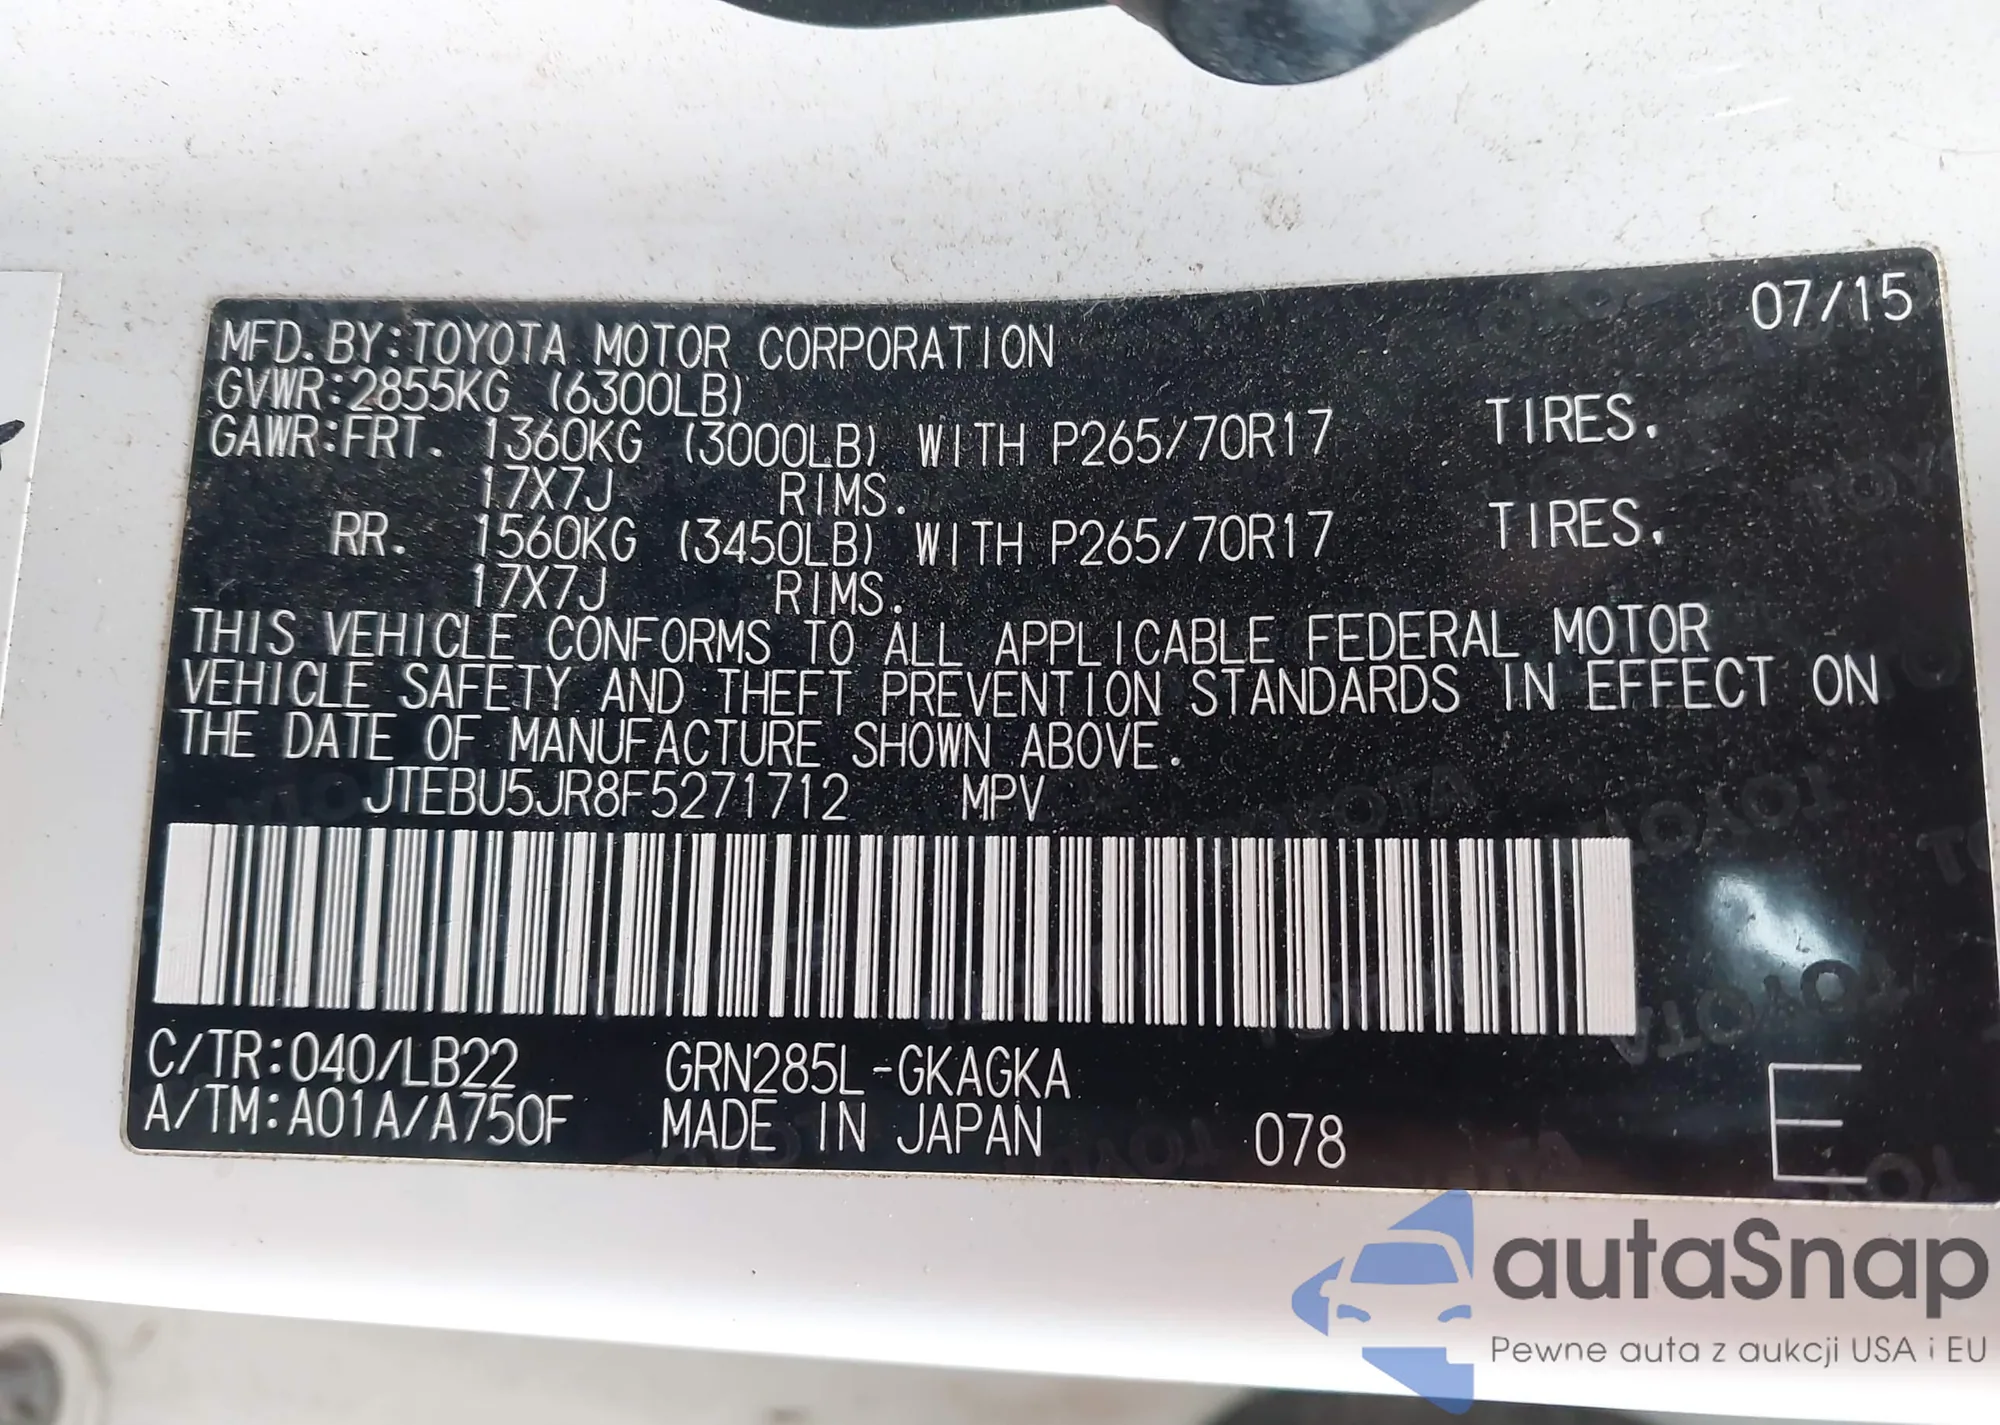 07/15
MFD.BY:TOYOTA MOTOR CORPORATION
GVWR:2855KG (6300LB)
GAWR:FRT. 1360KG (3000LB) WITH P265/70R17 TIRES.
17X7J RIMS.
RR. 1560KG (3450LB) WITH P265/70R17 TIRES.
17X7J RIMS.
THIS VEHICLE CONFORMS TO ALL APPLICABLE FEDERAL MOTOR
VEHICLE SAFETY AND THEFT PREVENTION STANDARDS IN EFFECT ON
THE DATE OF MANUFACTURE SHOWN ABOVE.
JTEBU5JR8F5271712 MPV
C/TR:040/LB22 GRN285L-GKAGKA
A/TM:A01A/A750F MADE IN JAPAN 078 E
autaSnap
Pewne auta z aukcji USA i EU